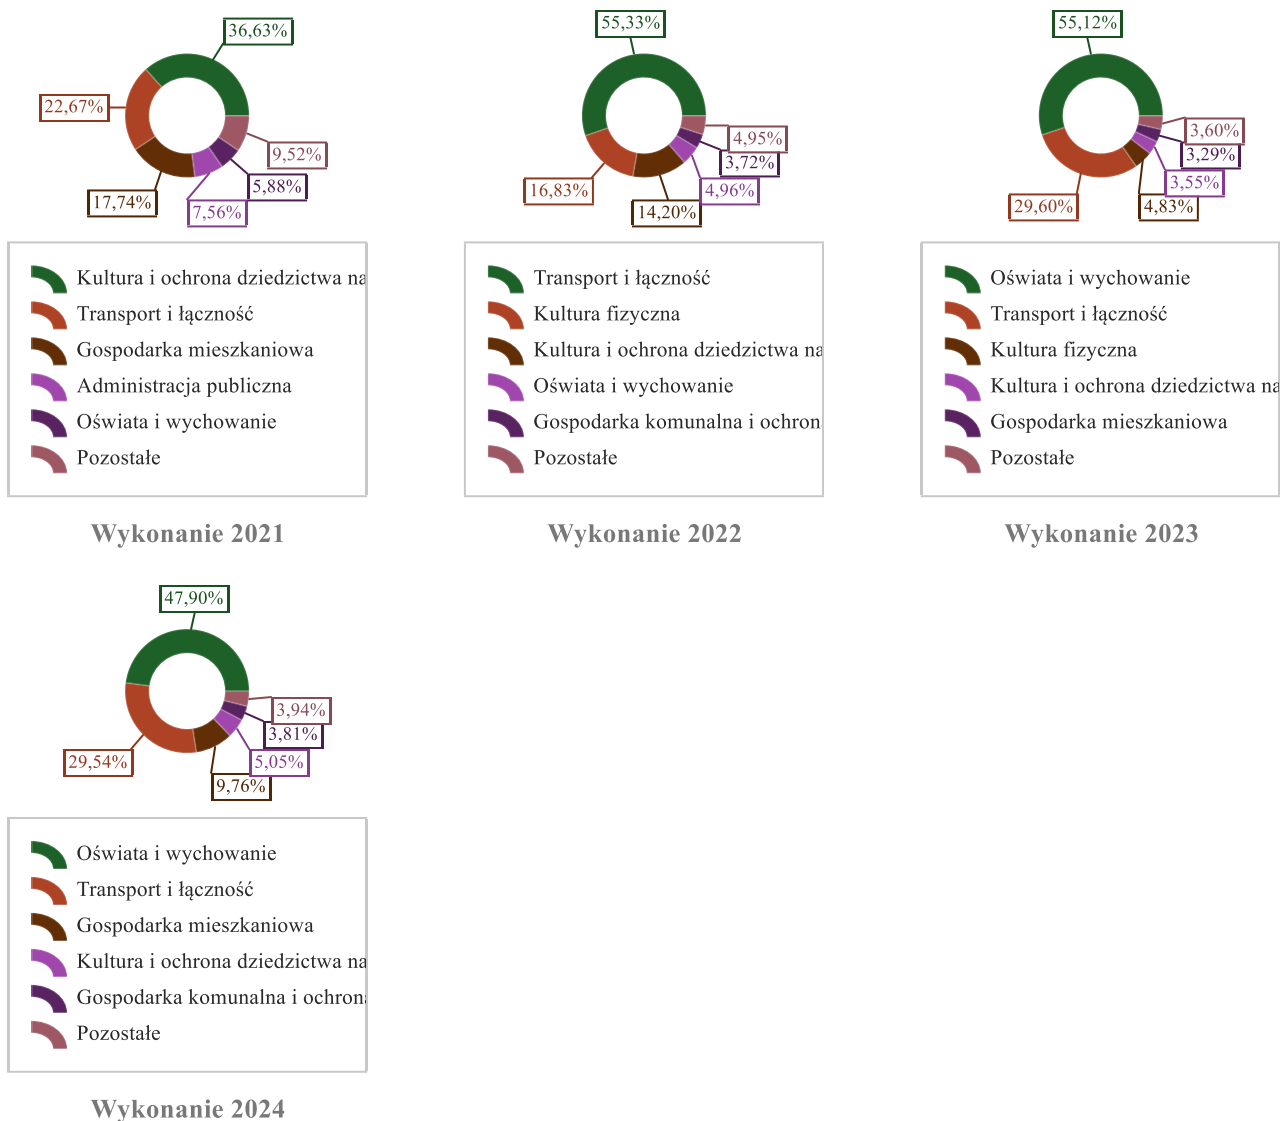 36,63%
22,67%
9,52%
5,88%
17,74%
7,56%
Kultura i ochrona dziedzictwa na
Transport i łączność
Gospodarka mieszkaniowa
Administracja publiczna
Oświata i wychowanie
Pozostałe
Wykonanie 2021
55,33%
4,95%
3,72%
16,83%
4,96%
14,20%
Transport i łączność
Kultura fizyczna
Kultura i ochrona dziedzictwa na
Oświata i wychowanie
Gospodarka komunalna i ochron
Pozostałe
Wykonanie 2022
55,12%
3,60%
3,29%
3,55%
29,60%
4,83%
Oświata i wychowanie
Transport i łączność
Kultura fizyczna
Kultura i ochrona dziedzictwa na
Gospodarka mieszkaniowa
Pozostałe
Wykonanie 2023
47,90%
3,94%
3,81%
29,54%
5,05%
9,76%
Oświata i wychowanie
Transport i łączność
Gospodarka mieszkaniowa
Kultura i ochrona dziedzictwa na
Gospodarka komunalna i ochrona
Pozostałe
Wykonanie 2024